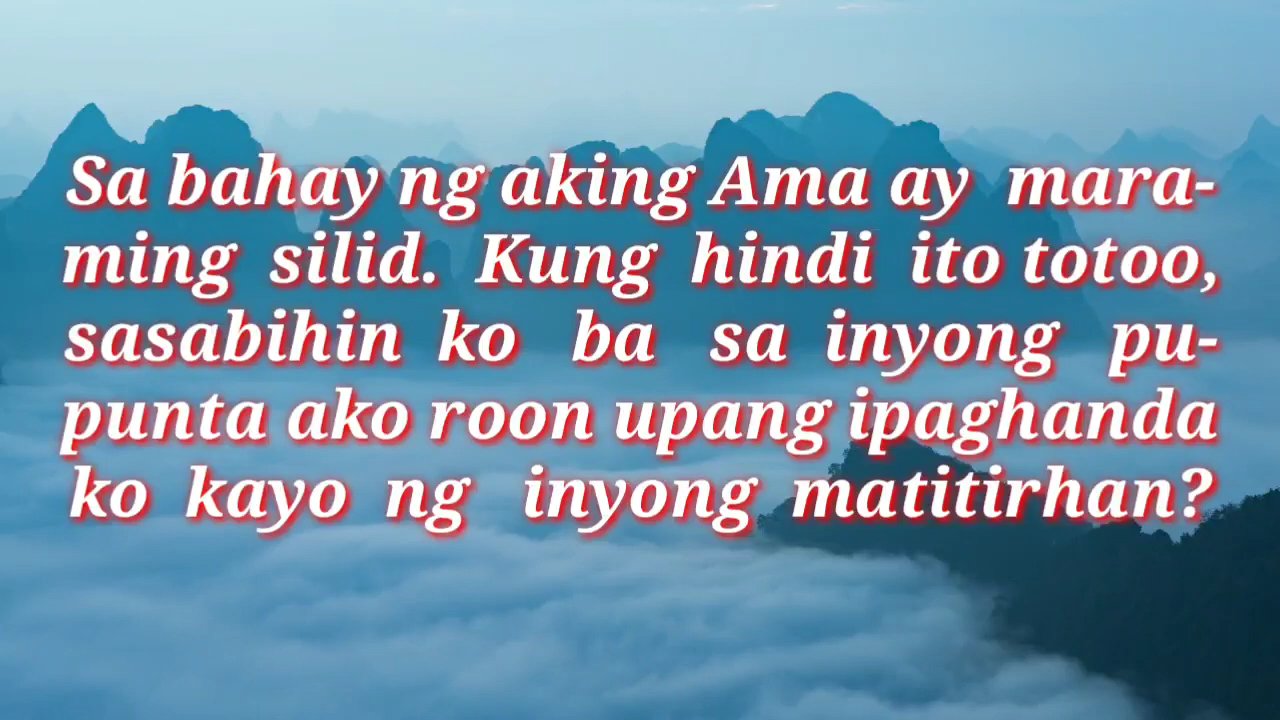 Sa bahay ng aking Ama ay mara-
ming silid. Kung hindi ito totoo,
sasabihin ko ba sa inyong pu-
punta ako roon upang ipaghanda
ko kayo ng inyong matitirhan?